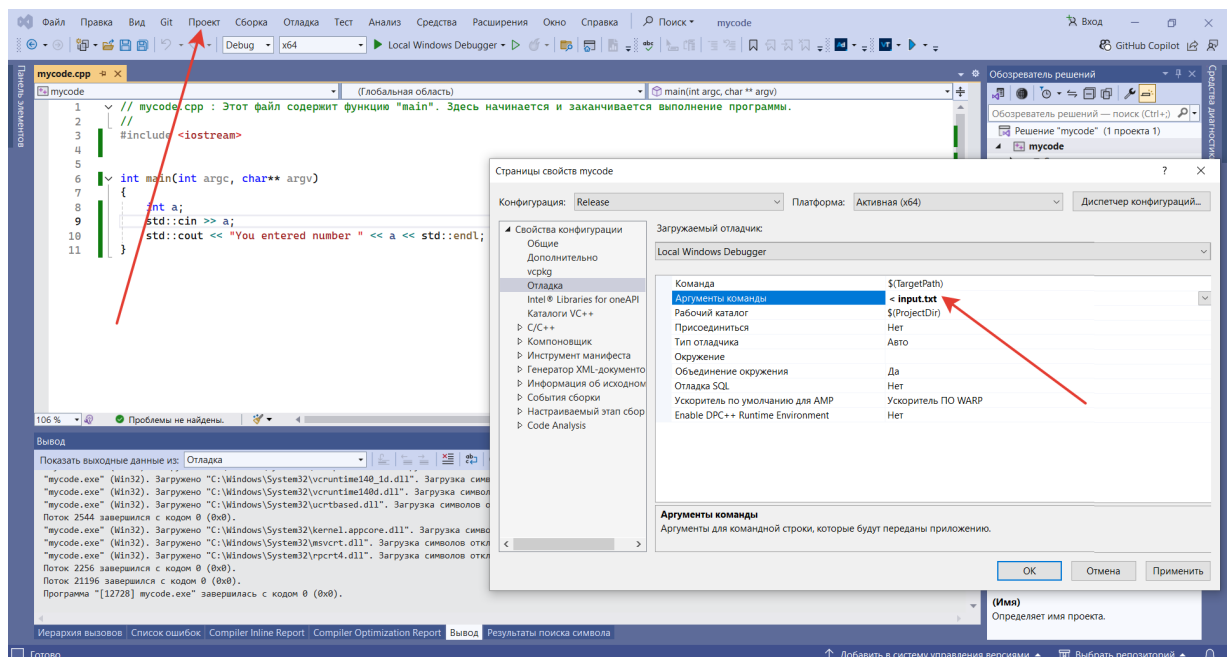 Файл Правка Вид Git Проект Сборка Отладка Тест Анализ Средства Расширения Окно Справка Поиск mycode Вход
Debug x64 Local Windows Debugger GitHub Copilot
Панель элементов
mycode.cpp
mycode (Глобальная область) main(int argc, char ** argv)
1 // mycode.cpp : Этот файл содержит функцию "main". Здесь начинается и заканчивается выполнение программы.
2 //
3 #include <iostream>
4
5
6 int main(int argc, char** argv)
7 {
8 int a;
9 std::cin >> a;
10 std::cout << "You entered number " << a << std::endl;
11 }
106 % Проблемы не найдены.
Обозреватель решений
Обозреватель решений — поиск (Ctrl+;)
Решение "mycode" (1 проекта 1)
mycode
Средства диагностики
Страницы свойств mycode ?
Конфигурация: Release Платформа: Активная (x64) Диспетчер конфигураций...
Свойства конфигурации
Общие
Дополнительно
vcpkg
Отладка
Intel® Libraries for oneAPI
Каталоги VC++
C/C++
Компоновщик
Инструмент манифеста
Генератор XML-документо
Информация об исходном
События сборки
Настраиваемый этап сбор
Code Analysis
Загружаемый отладчик:
Local Windows Debugger
Команда $(TargetPath)
Аргументы команды < input.txt
Рабочий каталог $(ProjectDir)
Присоединиться Нет
Тип отладчика Авто
Окружение
Объединение окружения Да
Отладка SQL Нет
Ускоритель по умолчанию для AMP Ускоритель ПО WARP
Enable DPC++ Runtime Environment Нет
Аргументы команды
Аргументы для командной строки, которые будут переданы приложению.
ОК Отмена Применить
Вывод
Показать выходные данные из: Отладка
"mycode.exe" (Win32). Загружено "C:\Windows\System32\vcruntime140_1d.dll". Загрузка симв
"mycode.exe" (Win32). Загружено "C:\Windows\System32\vcruntime140d.dll". Загрузка символ
"mycode.exe" (Win32). Загружено "C:\Windows\System32\ucrtbased.dll". Загрузка символов о
Поток 2544 завершился с кодом 0 (0x0).
"mycode.exe" (Win32). Загружено "C:\Windows\System32\kernel.appcore.dll". Загрузка симво
"mycode.exe" (Win32). Загружено "C:\Windows\System32\msvcrt.dll". Загрузка символов откл
"mycode.exe" (Win32). Загружено "C:\Windows\System32\rpcrt4.dll". Загрузка символов откл
Поток 2256 завершился с кодом 0 (0x0).
Поток 21196 завершился с кодом 0 (0x0).
Программа "[12728] mycode.exe" завершилась с кодом 0 (0x0).
(Имя)
Определяет имя проекта.
Иерархия вызовов Список ошибок Compiler Inline Report Compiler Optimization Report Вывод Результаты поиска символа
Готово Добавить в систему управления версиями Выбрать репозиторий